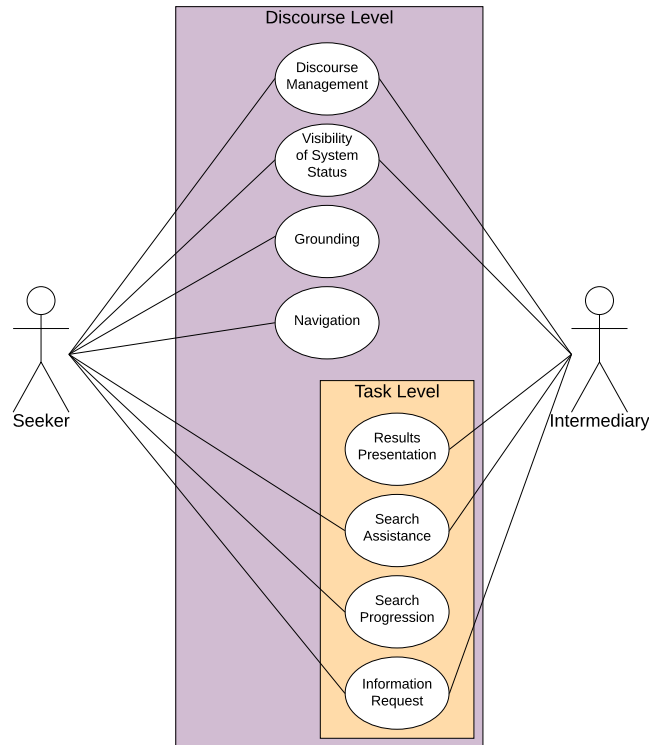 Discourse Level
Discourse
Management
Visibility
of System
Status
Grounding
Navigation
Seeker
Intermediary
Task Level
Results
Presentation
Search
Assistance
Search
Progression
Information
Request